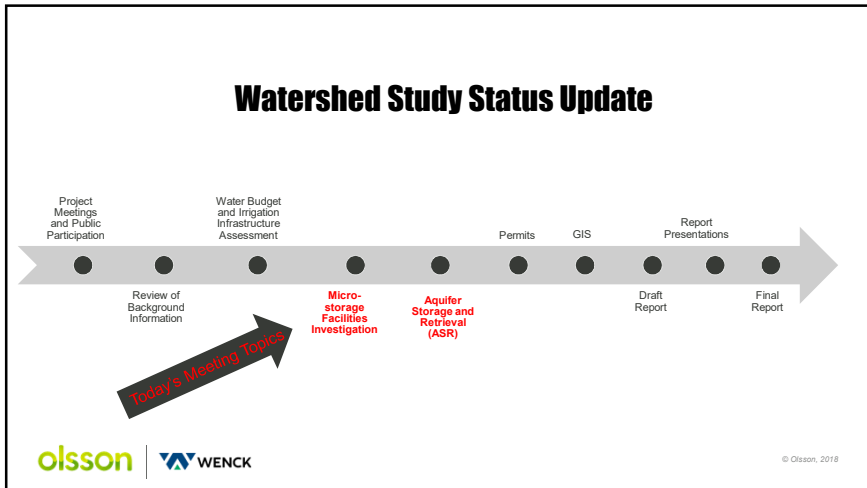 Watershed Study Status Update
Project
Meetings
and Public
Participation
Review of
Background
Information
Water Budget
and Irrigation
Infrastructure
Assessment
Micro-
storage
Facilities
Investigation
Aquifer
Storage and
Retrieval
(ASR)
Permits
GIS
Draft
Report
Report
Presentations
Final
Report
Today's Meeting Topics
olsson
WENCK
© Olsson, 2018